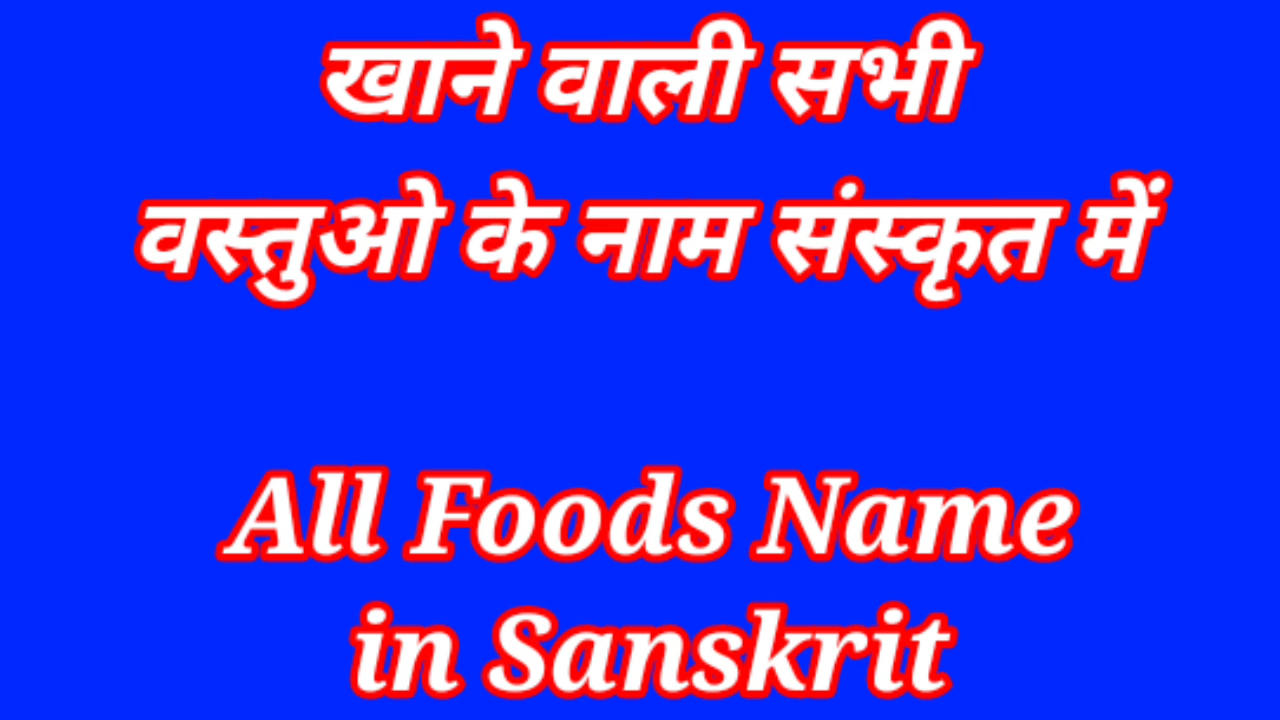 खाने वाली सभी
वस्तुओ के नाम संस्कृत में
All Foods Name
in Sanskrit